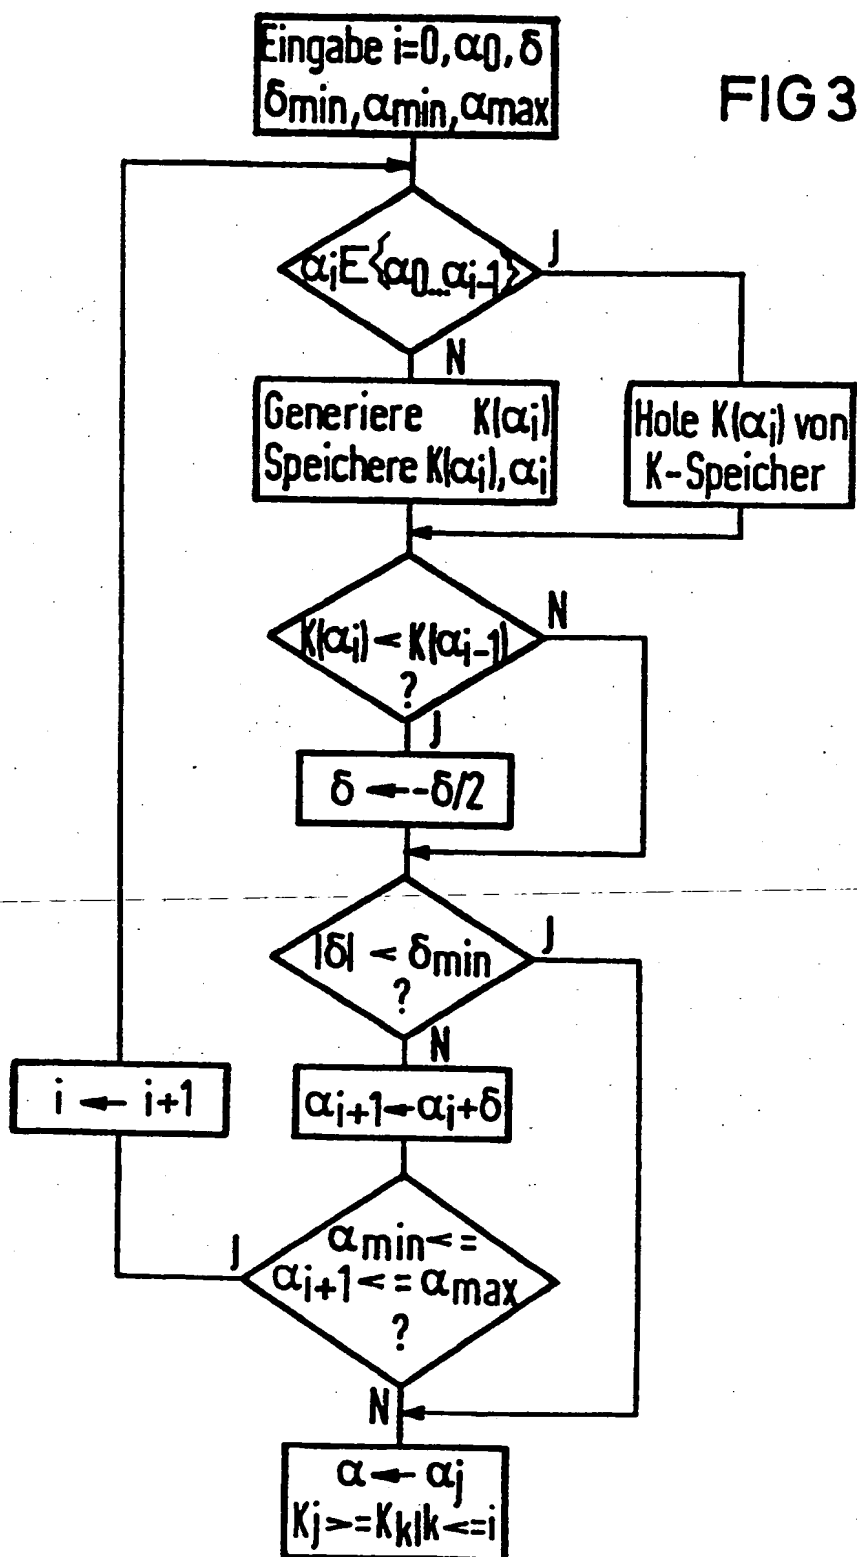 Eingabe i=0, α0, δ
δmin, αmin, αmax
FIG 3
αi E {α0...αi-1}
J
N
Generiere K(αi)
Speichere K(αi), αi
Hole K(αi) von
K-Speicher
K(αi) < K(αi-1)
?
N
J
δ ← -δ/2
|δ| < δmin
?
J
N
i ← i+1
αi+1 ← αi+δ
αmin <=
αi+1 <= αmax
?
J
N
α ← αj
Kj >= Kk|k <= i